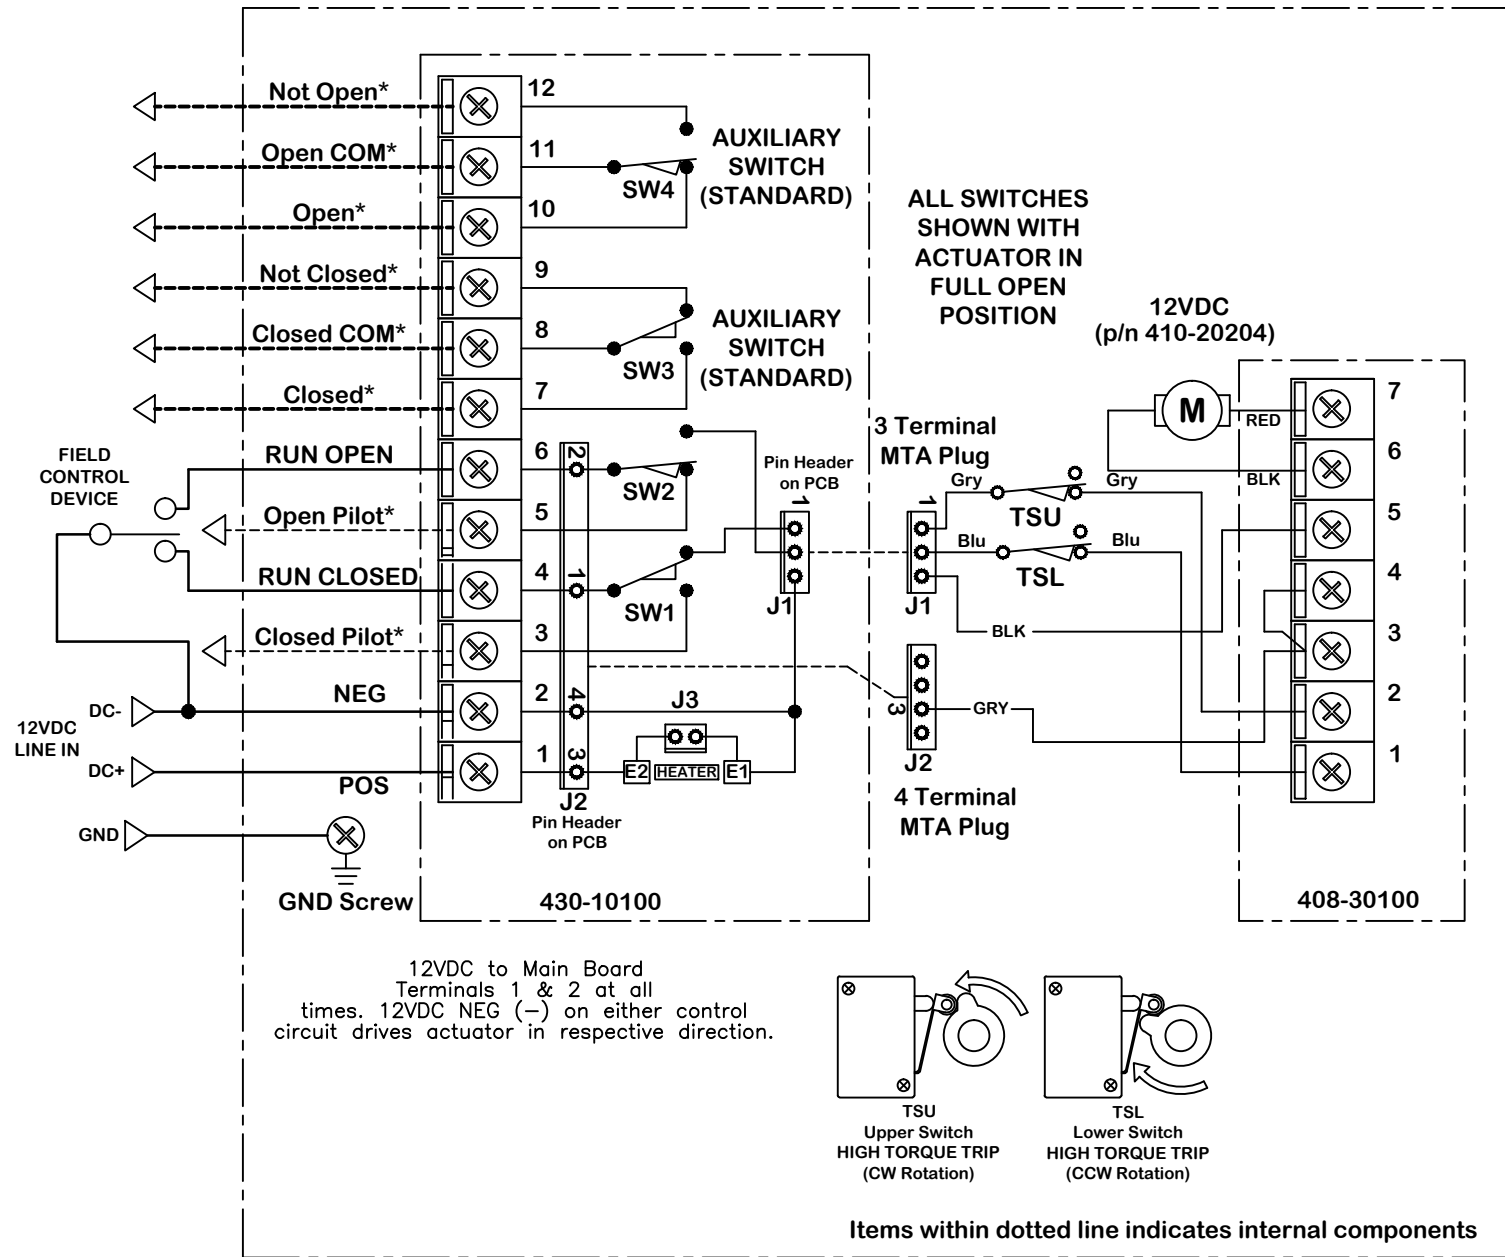 Not Open*
12
Open COM*
11
Open*
10
Not Closed*
9
Closed COM*
8
Closed*
7
RUN OPEN
6
Open Pilot*
5
RUN CLOSED
4
Closed Pilot*
3
NEG
2
POS
1
FIELD
CONTROL
DEVICE
12VDC
LINE IN
DC-
DC+
GND
GND Screw
AUXILIARY
SWITCH
(STANDARD)
SW4
AUXILIARY
SWITCH
(STANDARD)
SW3
SW2
SW1
2
1
4
3
J2
Pin Header
on PCB
J3
E2
HEATER
E1
Pin Header
on PCB
1
J1
430-10100
ALL SWITCHES
SHOWN WITH
ACTUATOR IN
FULL OPEN
POSITION
3 Terminal
MTA Plug
1
J1
Gry
TSU
Gry
Blu
TSL
Blu
BLK
3
GRY
J2
4 Terminal
MTA Plug
12VDC
(p/n 410-20204)
M
RED
BLK
7
6
5
4
3
2
1
408-30100
12VDC to Main Board
Terminals 1 & 2 at all
times. 12VDC NEG (–) on either control
circuit drives actuator in respective direction.
TSU
Upper Switch
HIGH TORQUE TRIP
(CW Rotation)
TSL
Lower Switch
HIGH TORQUE TRIP
(CCW Rotation)
Items within dotted line indicates internal components